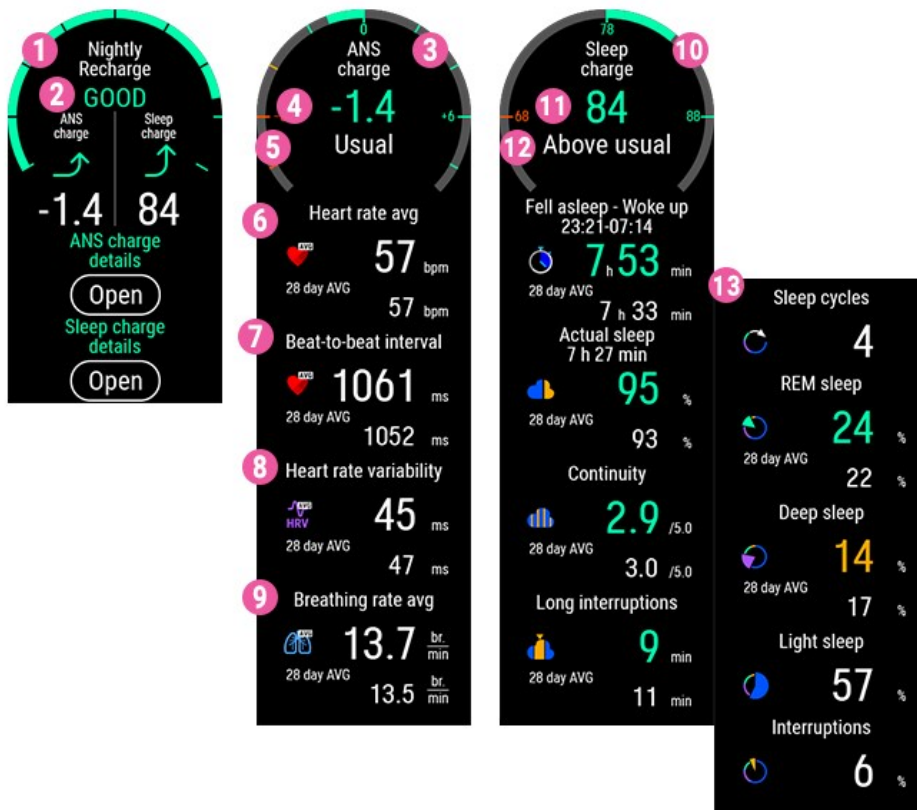 1
Nightly
Recharge
2
GOOD
ANS
charge
Sleep
charge
-1.4
84
ANS charge
details
Open
Sleep charge
details
Open
0
3
ANS
charge
4
-1.4
+6
5
Usual
6
Heart rate avg
AVG
57 bpm
28 day AVG
57 bpm
7
Beat-to-beat interval
AVG
1061 ms
28 day AVG
1052 ms
8
Heart rate variability
AVG
HRV
45 ms
28 day AVG
47 ms
9
Breathing rate avg
AVG
13.7 br. min
28 day AVG
13.5 br. min
78
10
Sleep
charge
68
11
84
88
12
Above usual
Fell asleep - Woke up
23:21-07:14
7 h 53 min
28 day AVG
7 h 33 min
Actual sleep
7 h 27 min
95 %
28 day AVG
93 %
Continuity
2.9 /5.0
28 day AVG
3.0 /5.0
Long interruptions
9 min
28 day AVG
11 min
13
Sleep cycles
4
REM sleep
24 %
28 day AVG
22 %
Deep sleep
14 %
28 day AVG
17 %
Light sleep
57 %
Interruptions
6 %